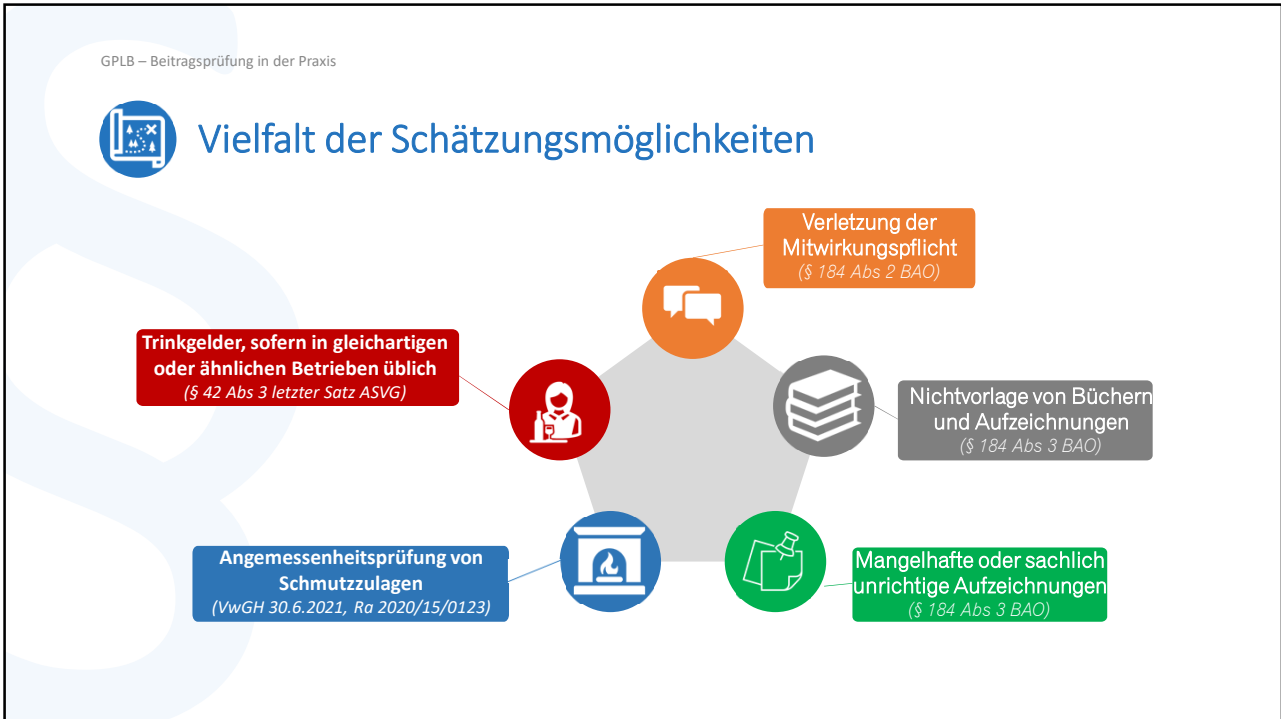 GPLB – Beitragsprüfung in der Praxis
Vielfalt der Schätzungsmöglichkeiten
Verletzung der
Mitwirkungspflicht
(§ 184 Abs 2 BAO)
Nichtvorlage von Büchern
und Aufzeichnungen
(§ 184 Abs 3 BAO)
Mangelhafte oder sachlich
unrichtige Aufzeichnungen
(§ 184 Abs 3 BAO)
Angemessenheitsprüfung von
Schmutzzulagen
(VwGH 30.6.2021, Ra 2020/15/0123)
Trinkgelder, sofern in gleichartigen
oder ähnlichen Betrieben üblich
(§ 42 Abs 3 letzter Satz ASVG)